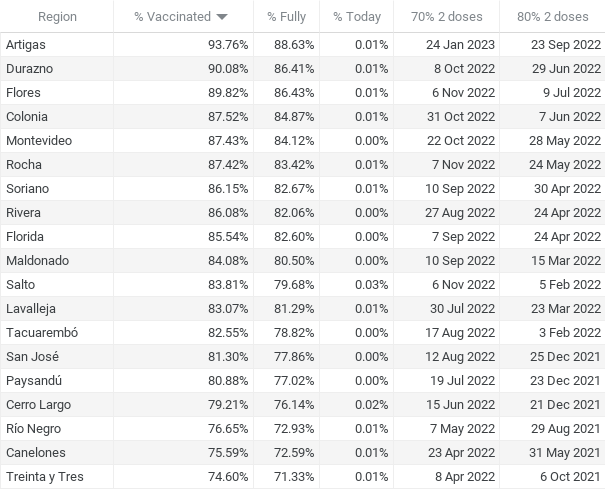 Region % Vaccinated % Fully % Today 70% 2 doses 80% 2 doses
Artigas 93.76% 88.63% 0.01% 24 Jan 2023 23 Sep 2022
Durazno 90.08% 86.41% 0.01% 8 Oct 2022 29 Jun 2022
Flores 89.82% 86.43% 0.01% 6 Nov 2022 9 Jul 2022
Colonia 87.52% 84.87% 0.01% 31 Oct 2022 7 Jun 2022
Montevideo 87.43% 84.12% 0.00% 22 Oct 2022 28 May 2022
Rocha 87.42% 83.42% 0.01% 7 Nov 2022 24 May 2022
Soriano 86.15% 82.67% 0.01% 10 Sep 2022 30 Apr 2022
Rivera 86.08% 82.06% 0.00% 27 Aug 2022 24 Apr 2022
Florida 85.54% 82.60% 0.00% 7 Sep 2022 24 Apr 2022
Maldonado 84.08% 80.50% 0.00% 10 Sep 2022 15 Mar 2022
Salto 83.81% 79.68% 0.03% 6 Nov 2022 5 Feb 2022
Lavalleja 83.07% 81.29% 0.01% 30 Jul 2022 23 Mar 2022
Tacuarembó 82.55% 78.82% 0.00% 17 Aug 2022 3 Feb 2022
San José 81.30% 77.86% 0.00% 12 Aug 2022 25 Dec 2021
Paysandú 80.88% 77.02% 0.00% 19 Jul 2022 23 Dec 2021
Cerro Largo 79.21% 76.14% 0.02% 15 Jun 2022 21 Dec 2021
Río Negro 76.65% 72.93% 0.01% 7 May 2022 29 Aug 2021
Canelones 75.59% 72.59% 0.01% 23 Apr 2022 31 May 2021
Treinta y Tres 74.60% 71.33% 0.01% 8 Apr 2022 6 Oct 2021